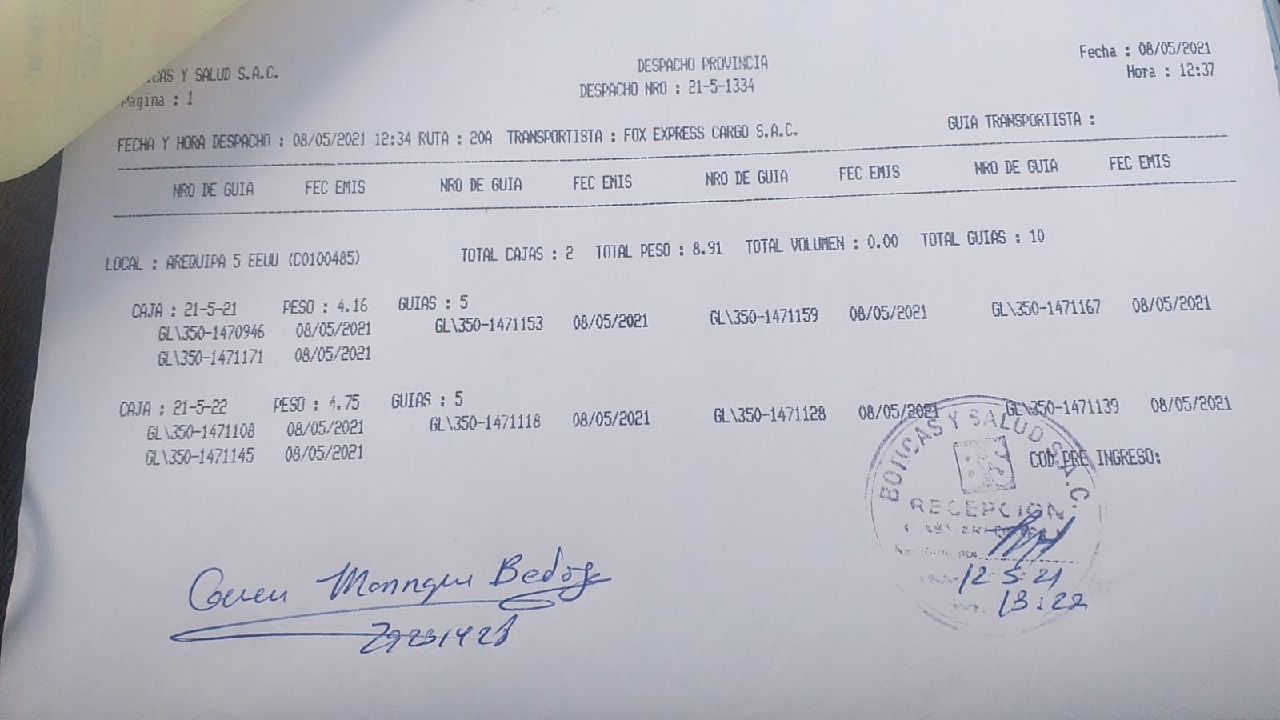 CAS Y SALUD S.A.C.
Pagina : 1
DESPACHO PROVINCIA
DESPACHO NRO : 21-5-1334
Fecha : 08/05/2021
Hora : 12:37
FECHA Y HORA DESPACHO : 08/05/2021 12:34 RUTA : 20A TRANSPORTISTA : FOX EXPRESS CARGO S.A.C. GUIA TRANSPORTISTA :
NRO DE GUIA FEC EMIS NRO DE GUIA FEC EMIS NRO DE GUIA FEC EMIS NRO DE GUIA FEC EMIS
LOCAL : AREQUIPA 5 EEUU (C0100485) TOTAL CAJAS : 2 TOTAL PESO : 8.91 TOTAL VOLUMEN : 0.00 TOTAL GUIAS : 10
CAJA : 21-5-21 PESO : 4.16 GUIAS : 5
GL\350-1470946 08/05/2021 GL\350-1471153 08/05/2021 GL\350-1471159 08/05/2021 GL\350-1471167 08/05/2021
GL\350-1471171 08/05/2021
CAJA : 21-5-22 PESO : 4.75 GUIAS : 5
GL\350-1471108 08/05/2021 GL\350-1471118 08/05/2021 GL\350-1471128 08/05/2021 GL\350-1471139 08/05/2021
GL\350-1471145 08/05/2021
COD.PRE INGRESO:
BOTICAS Y SALUD S.A.C.
RECEPCION
12 5 21
13:22
Bedoya